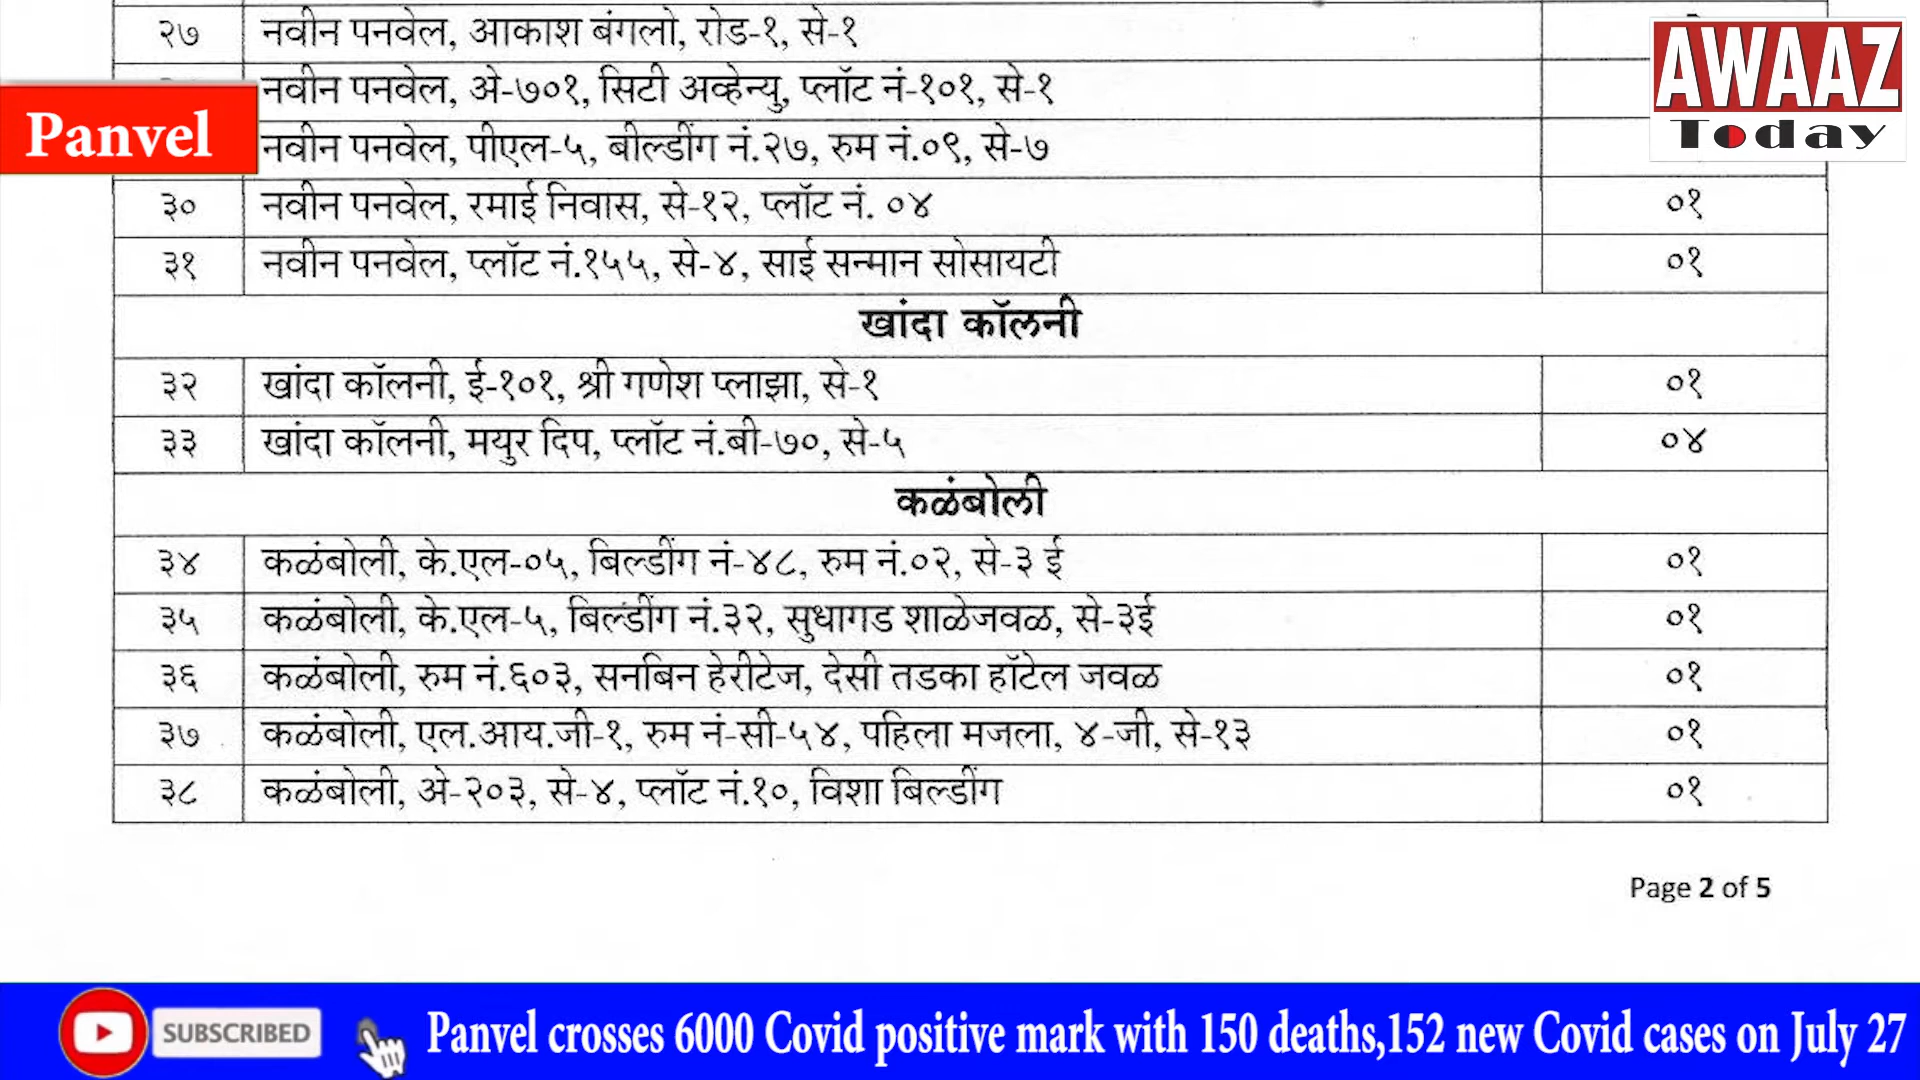 २७ नवीन पनवेल, आकाश बंगलो, रोड-१, से-१
नवीन पनवेल, अे-७०१, सिटी अव्हेन्यु, प्लॉट नं-१०१, से-१
नवीन पनवेल, पीएल-५, बील्डींग नं.२७, रुम नं.०९, से-७
३० नवीन पनवेल, रमाई निवास, से-१२, प्लॉट नं. ०४ ०१
३१ नवीन पनवेल, प्लॉट नं.१५५, से-४, साई सन्मान सोसायटी ०१
खांदा कॉलनी
३२ खांदा कॉलनी, ई-१०१, श्री गणेश प्लाझा, से-१ ०१
३३ खांदा कॉलनी, मयुर दिप, प्लॉट नं.बी-७०, से-५ ०४
कळंबोली
३४ कळंबोली, के.एल-०५, बिल्डींग नं-४८, रुम नं.०२, से-३ ई ०१
३५ कळंबोली, के.एल-५, बिल्डींग नं.३२, सुधागड शाळेजवळ, से-३ई ०१
३६ कळंबोली, रुम नं.६०३, सनबिन हेरीटेज, देसी तडका हॉटेल जवळ ०१
३७ कळंबोली, एल.आय.जी-१, रुम नं-सी-५४, पहिला मजला, ४-जी, से-१३ ०१
३८ कळंबोली, अे-२०३, से-४, प्लॉट नं.१०, विशा बिल्डींग ०१
Page 2 of 5
Panvel
AWAAZ
Today
SUBSCRIBED
Panvel crosses 6000 Covid positive mark with 150 deaths,152 new Covid cases on July 27